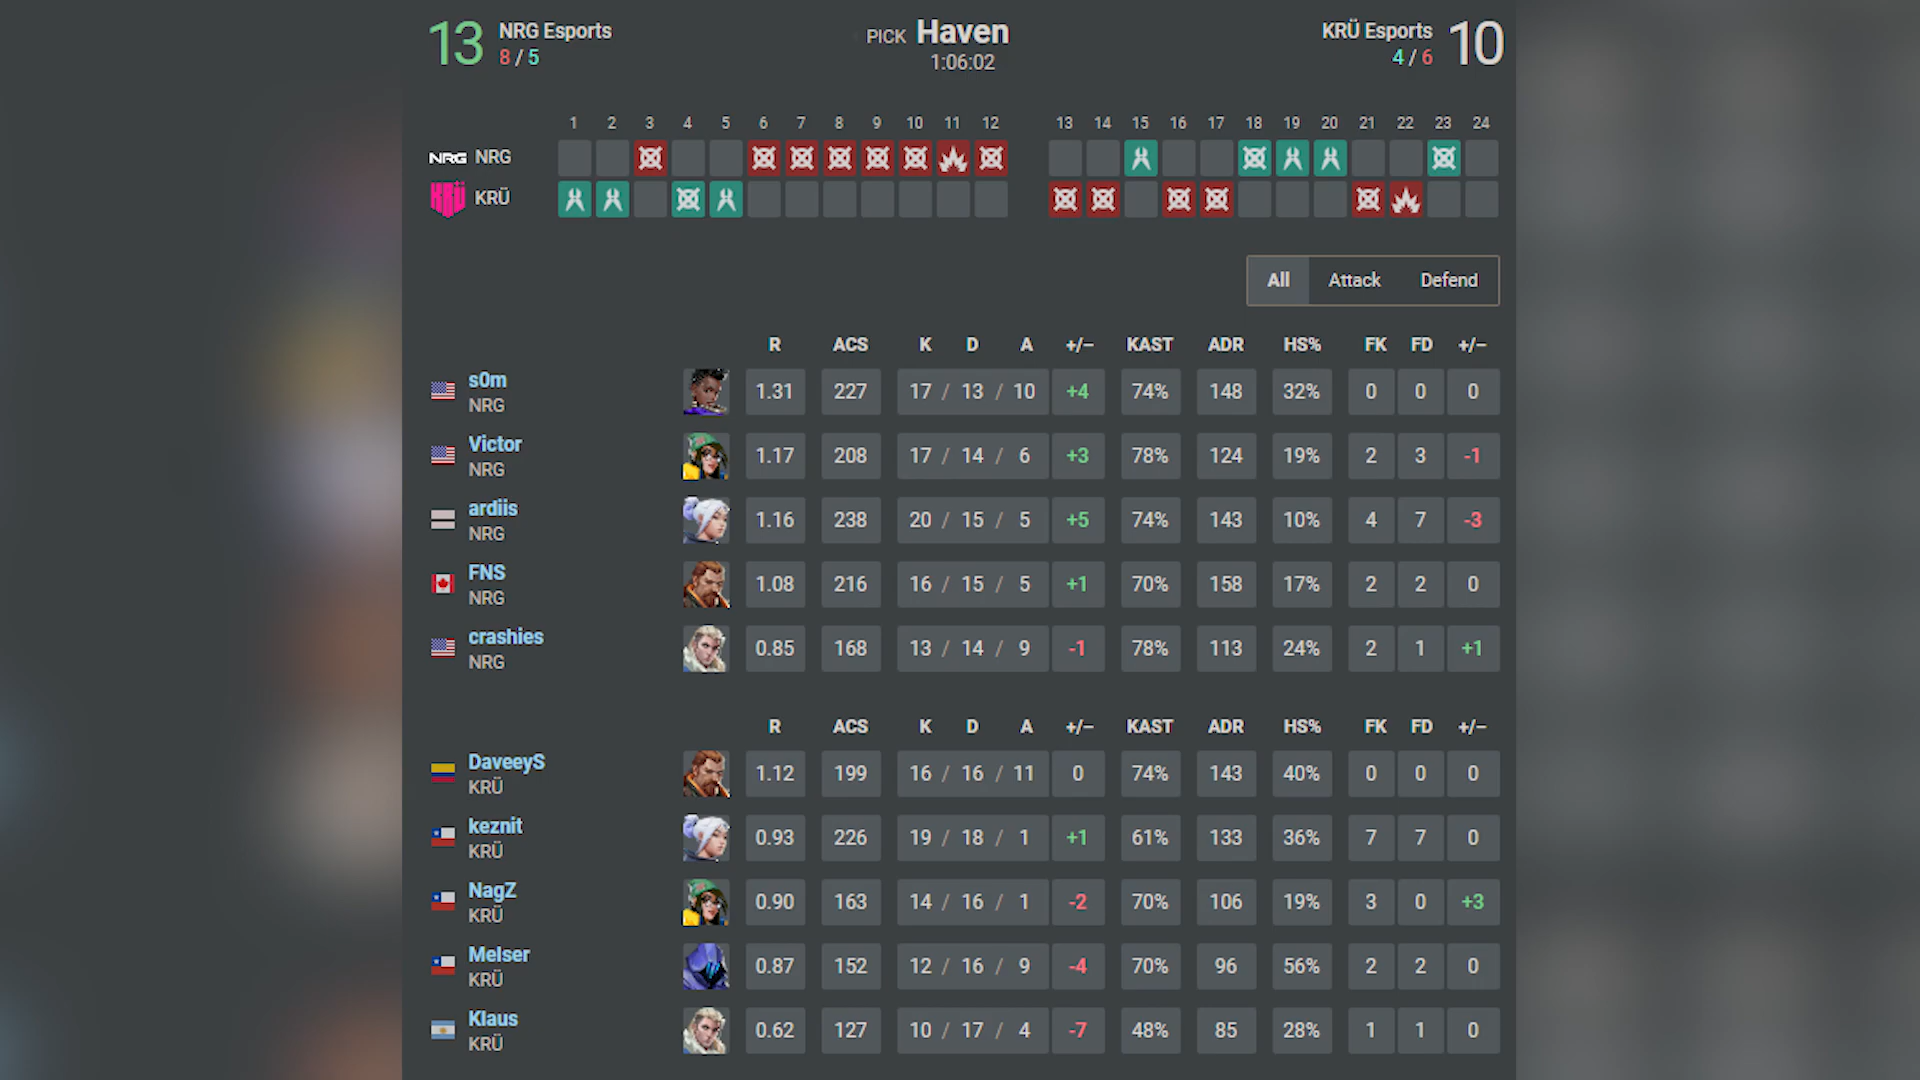 13 NRG Esports 8 / 5 PICK Haven 1:06:02 KRÜ Esports 4 / 6 10
1 2 3 4 5 6 7 8 9 10 11 12 13 14 15 16 17 18 19 20 21 22 23 24
NRG NRG
KRÜ KRÜ
All Attack Defend
R ACS K D A +/– KAST ADR HS% FK FD +/–
s0m NRG 1.31 227 17 / 13 / 10 +4 74% 148 32% 0 0 0
Victor NRG 1.17 208 17 / 14 / 6 +3 78% 124 19% 2 3 -1
ardiis NRG 1.16 238 20 / 15 / 5 +5 74% 143 10% 4 7 -3
FNS NRG 1.08 216 16 / 15 / 5 +1 70% 158 17% 2 2 0
crashies NRG 0.85 168 13 / 14 / 9 -1 78% 113 24% 2 1 +1
R ACS K D A +/– KAST ADR HS% FK FD +/–
DaveeyS KRÜ 1.12 199 16 / 16 / 11 0 74% 143 40% 0 0 0
keznit KRÜ 0.93 226 19 / 18 / 1 +1 61% 133 36% 7 7 0
NagZ KRÜ 0.90 163 14 / 16 / 1 -2 70% 106 19% 3 0 +3
Melser KRÜ 0.87 152 12 / 16 / 9 -4 70% 96 56% 2 2 0
Klaus KRÜ 0.62 127 10 / 17 / 4 -7 48% 85 28% 1 1 0